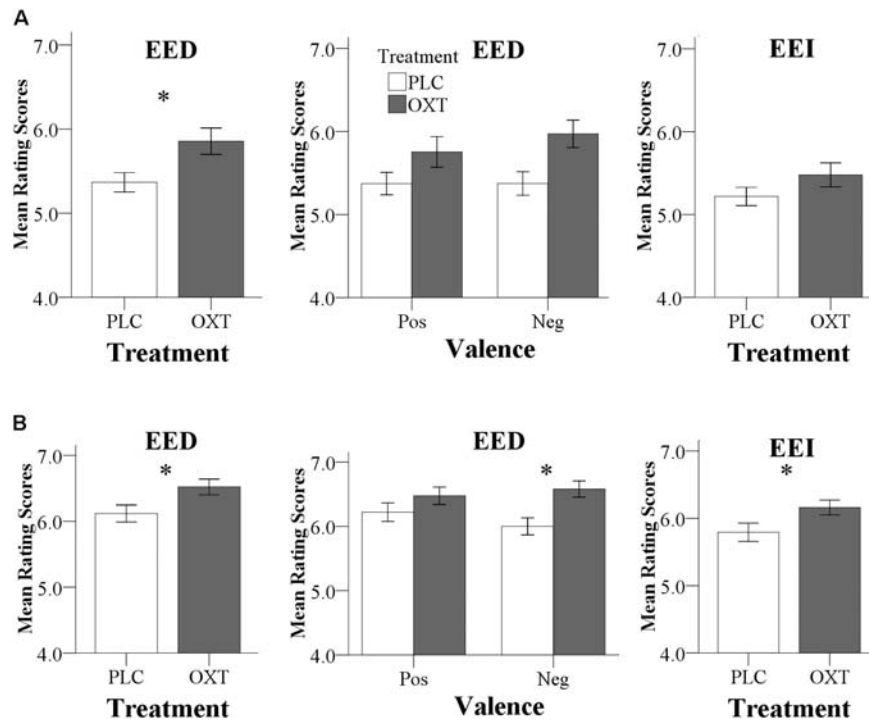 A
EED
*
Mean Rating Scores
7.0
6.0
5.0
4.0
PLC OXT
Treatment
EED
Treatment
PLC
OXT
Mean Rating Scores
7.0
6.0
5.0
4.0
Pos Neg
Valence
EEI
Mean Rating Scores
7.0
6.0
5.0
4.0
PLC OXT
Treatment
B
EED
*
Mean Rating Scores
7.0
6.0
5.0
4.0
PLC OXT
Treatment
EED
*
Mean Rating Scores
7.0
6.0
5.0
4.0
Pos Neg
Valence
EEI
*
Mean Rating Scores
7.0
6.0
5.0
4.0
PLC OXT
Treatment